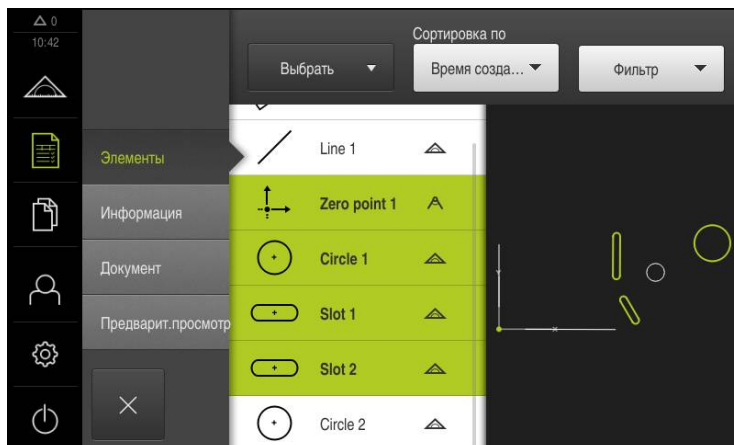 0
10:42
Сортировка по
Выбрать
Время созда...
Фильтр
Элементы
Информация
Документ
Предварит.просмотр
Line 1
Zero point 1
Circle 1
Slot 1
Slot 2
Circle 2